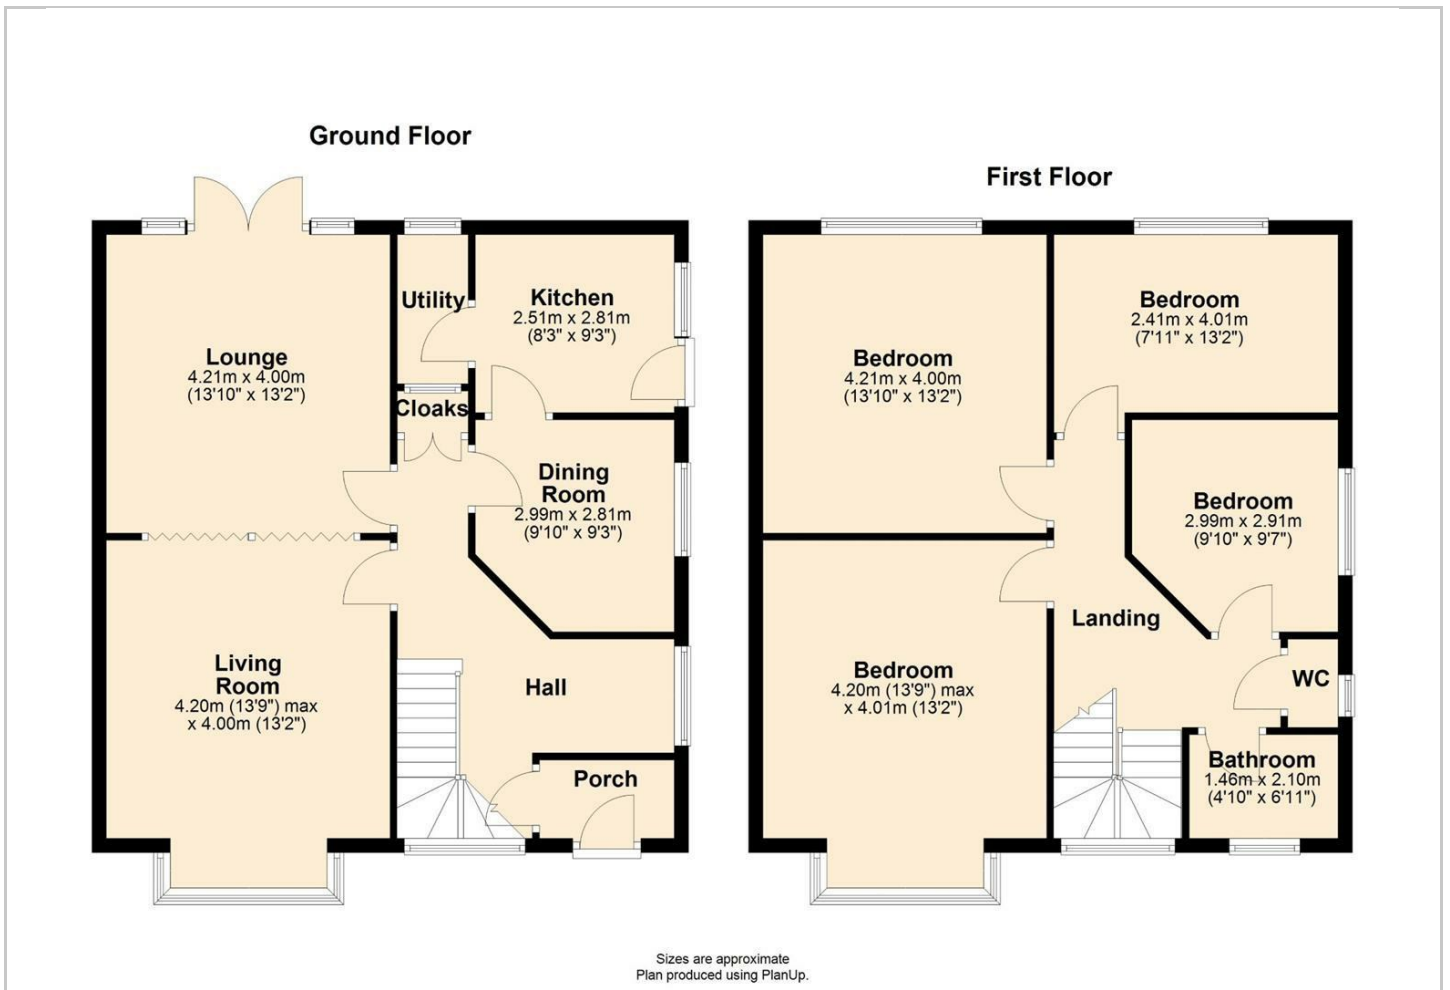 Ground Floor
Utility
Kitchen
2.51m x 2.81m
(8'3" x 9'3")
Lounge
4.21m x 4.00m
(13'10" x 13'2")
Cloaks
Dining
Room
2.99m x 2.81m
(9'10" x 9'3")
Living
Room
4.20m (13'9") max
x 4.00m (13'2")
Hall
Porch
First Floor
Bedroom
2.41m x 4.01m
(7'11" x 13'2")
Bedroom
4.21m x 4.00m
(13'10" x 13'2")
Bedroom
2.99m x 2.91m
(9'10" x 9'7")
Landing
Bedroom
4.20m (13'9") max
x 4.01m (13'2")
WC
Bathroom
1.46m x 2.10m
(4'10" x 6'11")
Sizes are approximate
Plan produced using PlanUp.